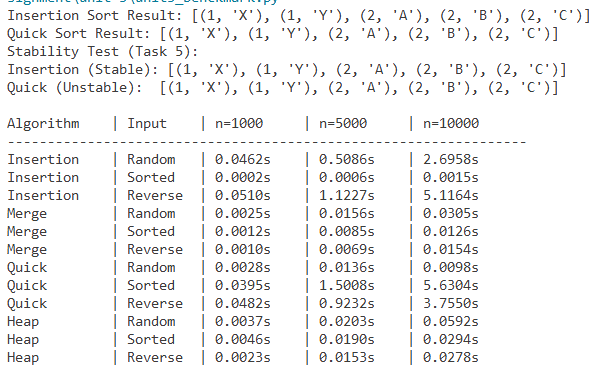 Insertion Sort Result: [(1, 'X'), (1, 'Y'), (2, 'A'), (2, 'B'), (2, 'C')]
Quick Sort Result: [(1, 'X'), (1, 'Y'), (2, 'A'), (2, 'B'), (2, 'C')]
Stability Test (Task 5):
Insertion (Stable): [(1, 'X'), (1, 'Y'), (2, 'A'), (2, 'B'), (2, 'C')]
Quick (Unstable):  [(1, 'X'), (1, 'Y'), (2, 'A'), (2, 'B'), (2, 'C')]
Algorithm    | Input    | n=1000     | n=5000     | n=10000
-----------------------------------------------------------------
Insertion    | Random   | 0.0462s    | 0.5086s    | 2.6958s
Insertion    | Sorted   | 0.0002s    | 0.0006s    | 0.0015s
Insertion    | Reverse  | 0.0510s    | 1.1227s    | 5.1164s
Merge        | Random   | 0.0025s    | 0.0156s    | 0.0305s
Merge        | Sorted   | 0.0012s    | 0.0085s    | 0.0126s
Merge        | Reverse  | 0.0010s    | 0.0069s    | 0.0154s
Quick        | Random   | 0.0028s    | 0.0136s    | 0.0098s
Quick        | Sorted   | 0.0395s    | 1.5008s    | 5.6304s
Quick        | Reverse  | 0.0482s    | 0.9232s    | 3.7550s
Heap         | Random   | 0.0037s    | 0.0203s    | 0.0592s
Heap         | Sorted   | 0.0046s    | 0.0190s    | 0.0294s
Heap         | Reverse  | 0.0023s    | 0.0153s    | 0.0278s